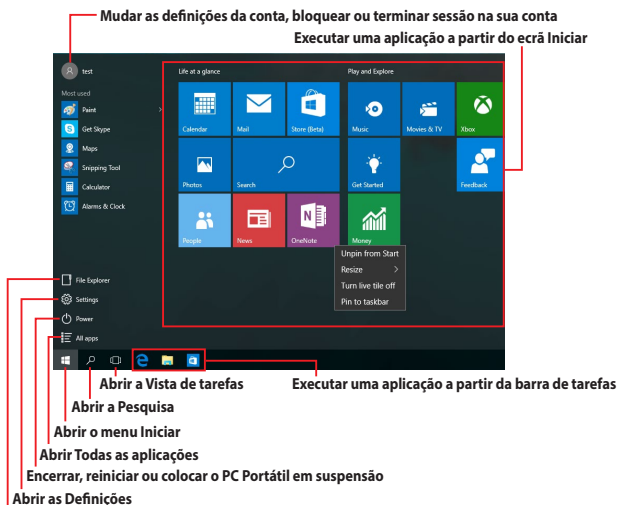 Mudar as definições da conta, bloquear ou terminar sessão na sua conta
Executar uma aplicação a partir do ecrã Iniciar
test
Most used
Paint
Get Skype
Maps
Snipping Tool
Calculator
Alarms & Clock
File Explorer
Settings
Power
All apps
Life at a glance
Calendar
Mail
Store (Beta)
Photos
Search
People
News
OneNote
Play and Explore
Music
Movies & TV
Xbox
Get Started
Feedback
Money
Unpin from Start
Resize
Turn live tile off
Pin to taskbar
Abrir a Vista de tarefas
Executar uma aplicação a partir da barra de tarefas
Abrir a Pesquisa
Abrir o menu Iniciar
Abrir Todas as aplicações
Encerrar, reiniciar ou colocar o PC Portátil em suspensão
Abrir as Definições